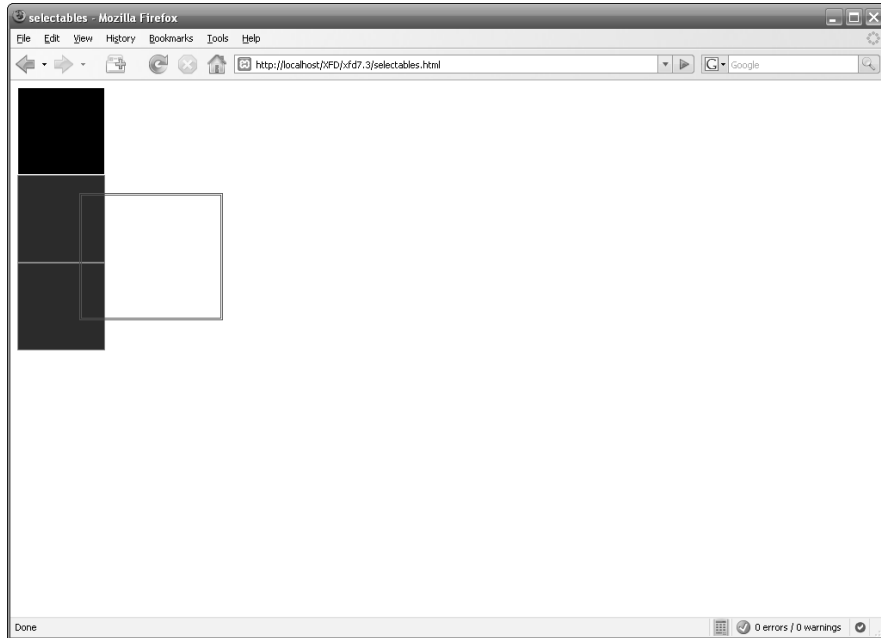 selectables - Mozilla Firefox
File Edit View History Bookmarks Tools Help
http://localhost/XFD/xfd7.3/selectables.html G Google
Done 0 errors / 0 warnings